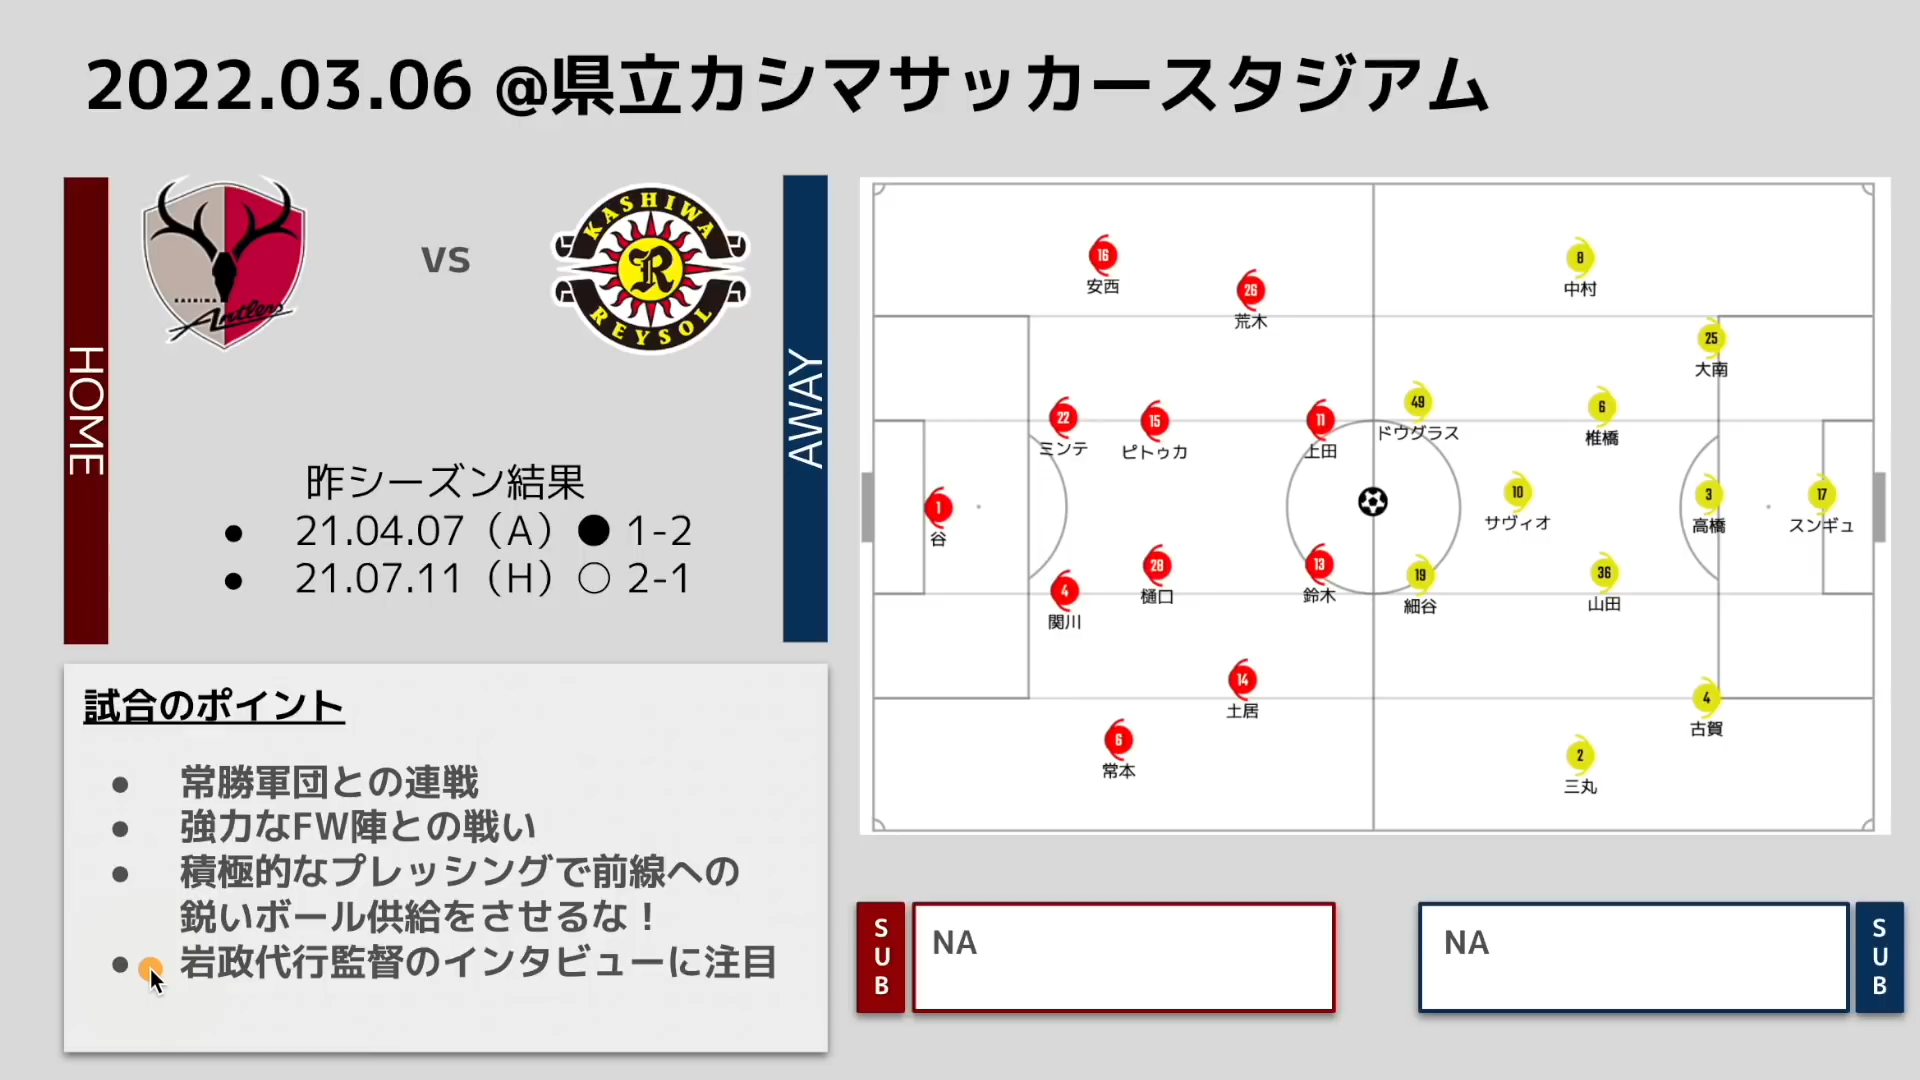 2022.03.06 @県立カシマサッカースタジアム
HOME
KASHIMA
Antlers
vs
KASHIWA
R
REYSOL
AWAY
昨シーズン結果
● 21.04.07（A）● 1-2
● 21.07.11（H）○ 2-1
試合のポイント
● 常勝軍団との連戦
● 強力なFW陣との戦い
● 積極的なプレッシングで前線への
鋭いボール供給をさせるな！
● 岩政代行監督のインタビューに注目
16
安西
26
荒木
22
ミンテ
15
ピトゥカ
11
上田
1
谷
4
関川
28
樋口
13
鈴木
14
土居
6
常本
8
中村
25
大南
49
ドウグラス
6
椎橋
10
サヴィオ
3
高橋
17
スンギュ
19
細谷
36
山田
4
古賀
2
三丸
SUB
NA
NA
SUB